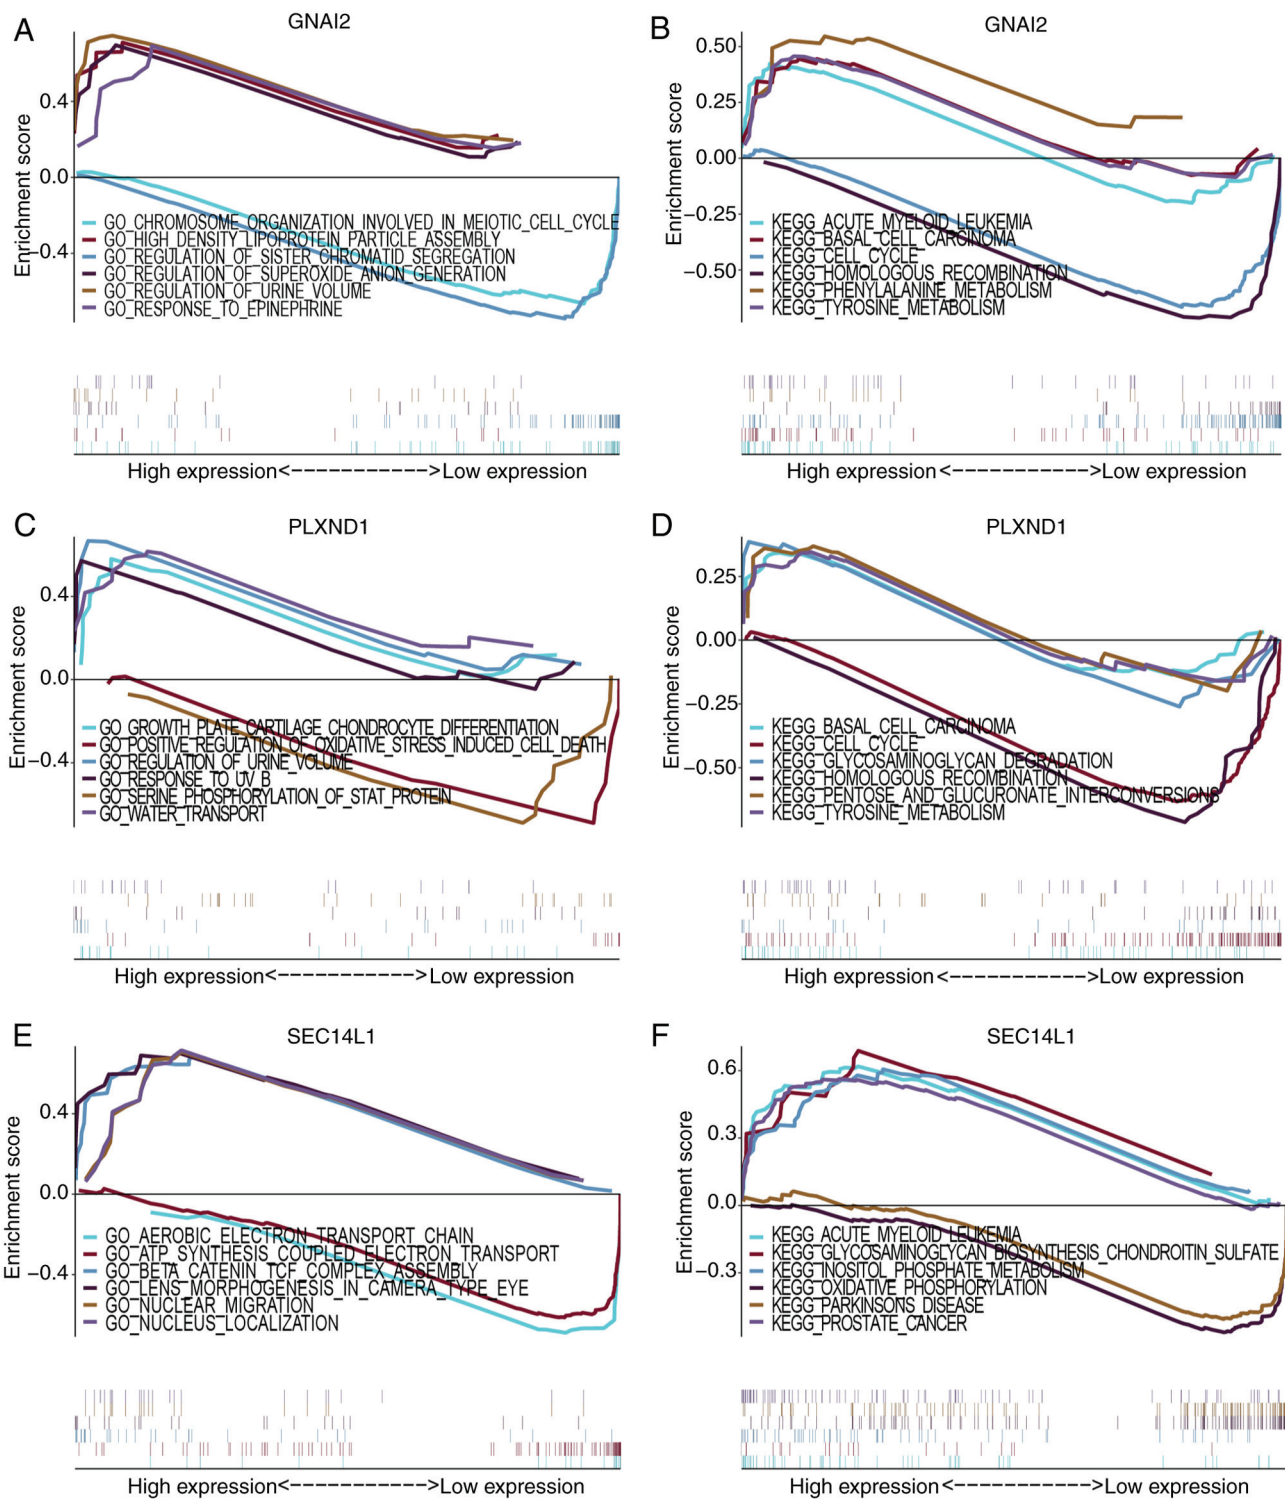 A
GNAI2
Enrichment score
0.4
0.0
−0.4
GO_CHROMOSOME_ORGANIZATION_INVOLVED_IN_MEIOTIC_CELL_CYCLE
GO_HIGH_DENSITY_LIPOPROTEIN_PARTICLE_ASSEMBLY
GO_REGULATION_OF_SISTER_CHROMATID_SEGREGATION
GO_REGULATION_OF_SUPEROXIDE_ANION_GENERATION
GO_REGULATION_OF_URINE_VOLUME
GO_RESPONSE_TO_EPINEPHRINE
High expression<------------>Low expression
B
GNAI2
Enrichment score
0.50
0.25
0.00
−0.25
−0.50
KEGG_ACUTE_MYELOID_LEUKEMIA
KEGG_BASAL_CELL_CARCINOMA
KEGG_CELL_CYCLE
KEGG_HOMOLOGOUS_RECOMBINATION
KEGG_PHENYLALANINE_METABOLISM
KEGG_TYROSINE_METABOLISM
High expression<------------>Low expression
C
PLXND1
Enrichment score
0.4
0.0
−0.4
GO_GROWTH_PLATE_CARTILAGE_CHONDROCYTE_DIFFERENTIATION
GO_POSITIVE_REGULATION_OF_OXIDATIVE_STRESS_INDUCED_CELL_DEATH
GO_REGULATION_OF_URINE_VOLUME
GO_RESPONSE_TO_UV_B
GO_SERINE_PHOSPHORYLATION_OF_STAT_PROTEIN
GO_WATER_TRANSPORT
High expression<------------>Low expression
D
PLXND1
Enrichment score
0.25
0.00
−0.25
−0.50
KEGG_BASAL_CELL_CARCINOMA
KEGG_CELL_CYCLE
KEGG_GLYCOSAMINOGLYCAN_DEGRADATION
KEGG_HOMOLOGOUS_RECOMBINATION
KEGG_PENTOSE_AND_GLUCURONATE_INTERCONVERSIONS
KEGG_TYROSINE_METABOLISM
High expression<------------>Low expression
E
SEC14L1
Enrichment score
0.4
0.0
−0.4
GO_AEROBIC_ELECTRON_TRANSPORT_CHAIN
GO_ATP_SYNTHESIS_COUPLED_ELECTRON_TRANSPORT
GO_BETA_CATENIN_TCF_COMPLEX_ASSEMBLY
GO_LENS_MORPHOGENESIS_IN_CAMERA_TYPE_EYE
GO_NUCLEAR_MIGRATION
GO_NUCLEUS_LOCALIZATION
High expression<------------>Low expression
F
SEC14L1
Enrichment score
0.6
0.3
0.0
−0.3
KEGG_ACUTE_MYELOID_LEUKEMIA
KEGG_GLYCOSAMINOGLYCAN_BIOSYNTHESIS_CHONDROITIN_SULFATE
KEGG_INOSITOL_PHOSPHATE_METABOLISM
KEGG_OXIDATIVE_PHOSPHORYLATION
KEGG_PARKINSONS_DISEASE
KEGG_PROSTATE_CANCER
High expression<------------>Low expression